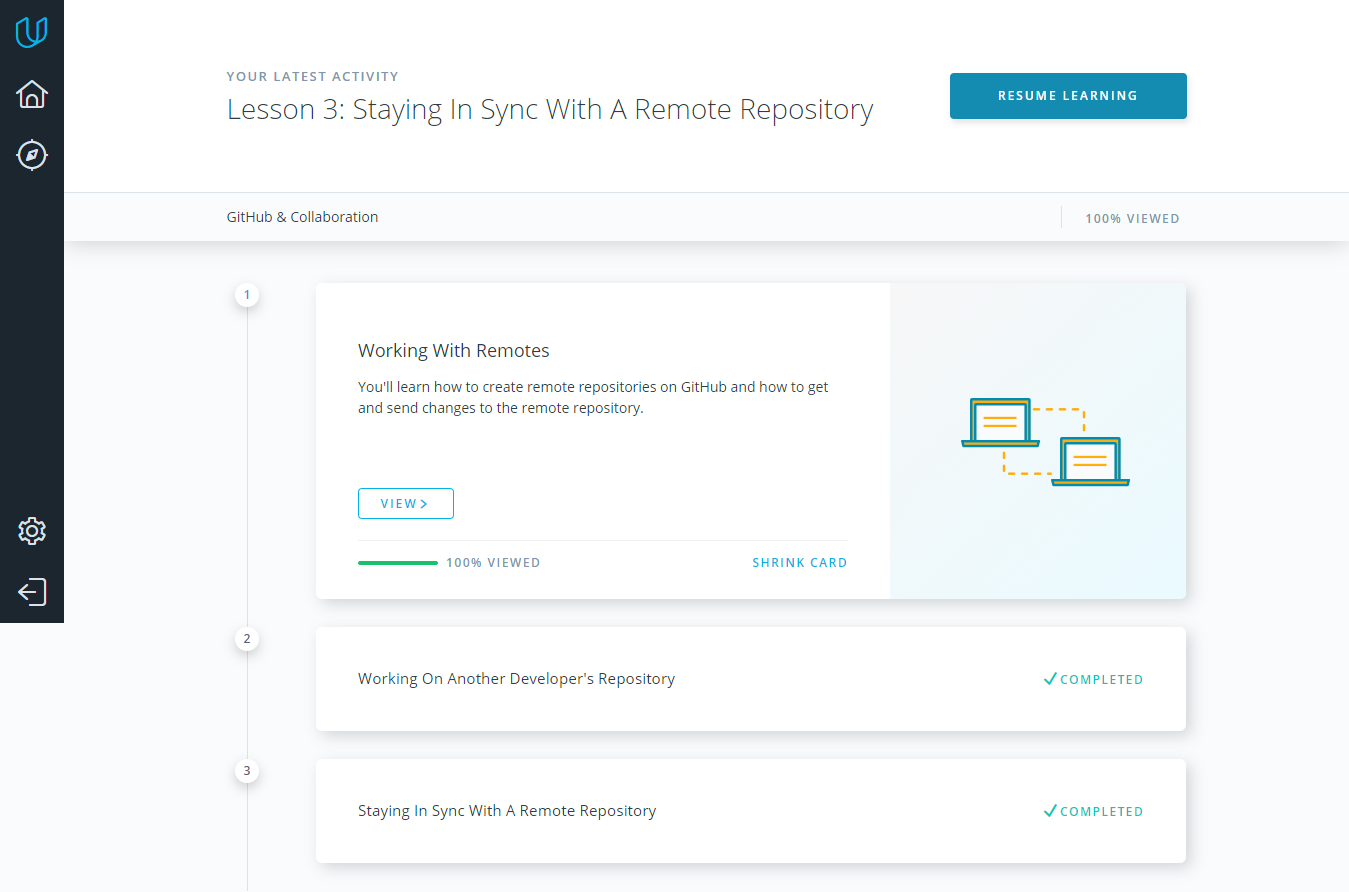 YOUR LATEST ACTIVITY
Lesson 3: Staying In Sync With A Remote Repository
RESUME LEARNING
GitHub & Collaboration
100% VIEWED
1
Working With Remotes
You'll learn how to create remote repositories on GitHub and how to get
and send changes to the remote repository.
VIEW
100% VIEWED
SHRINK CARD
2
Working On Another Developer's Repository
COMPLETED
3
Staying In Sync With A Remote Repository
COMPLETED